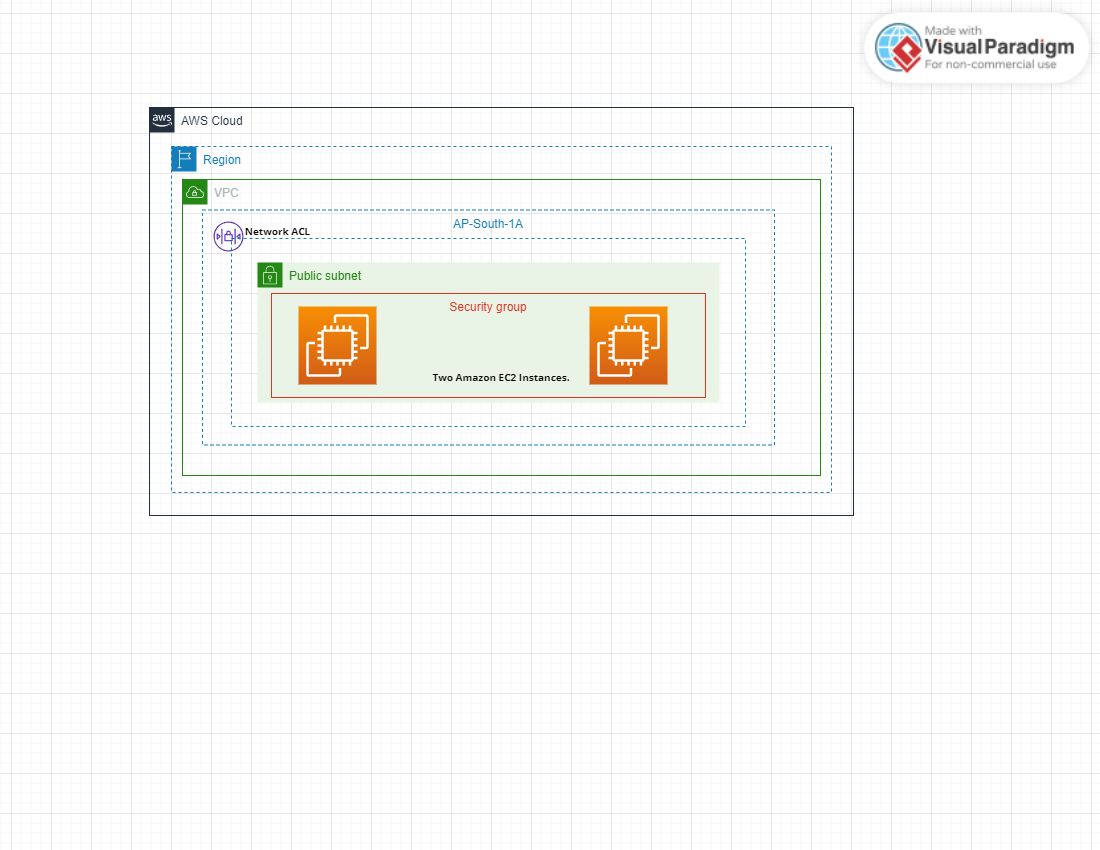 Made with
Visual Paradigm
For non-commercial use
aws
AWS Cloud
Region
VPC
AP-South-1A
Network ACL
Public subnet
Security group
Two Amazon EC2 Instances.